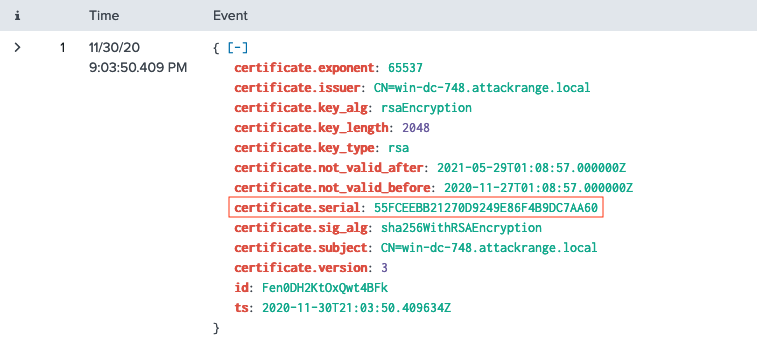 i Time Event
> 1 11/30/20 { [-]
9:03:50.409 PM certificate.exponent: 65537
certificate.issuer: CN=win-dc-748.attackrange.local
certificate.key_alg: rsaEncryption
certificate.key_length: 2048
certificate.key_type: rsa
certificate.not_valid_after: 2021-05-29T01:08:57.000000Z
certificate.not_valid_before: 2020-11-27T01:08:57.000000Z
certificate.serial: 55FCEEBB21270D9249E86F4B9DC7AA60
certificate.sig_alg: sha256WithRSAEncryption
certificate.subject: CN=win-dc-748.attackrange.local
certificate.version: 3
id: Fen0DH2KtOxQwt4BFk
ts: 2020-11-30T21:03:50.409634Z
}